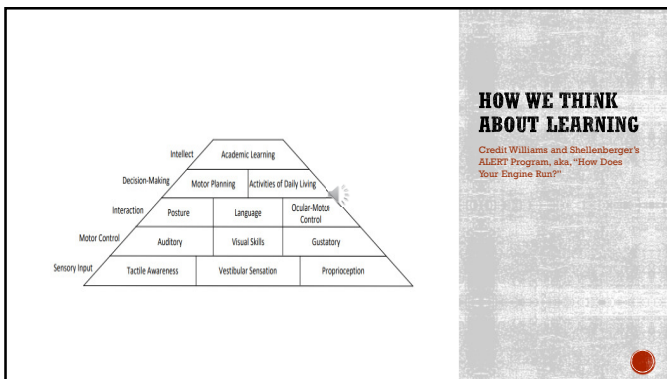 HOW WE THINK
ABOUT LEARNING
Credit Williams and Shellenberger's
ALERT Program, aka, "How Does
Your Engine Run?"
Intellect
Academic Learning
Decision-Making
Motor Planning
Activities of Daily Living
Interaction
Posture
Language
Ocular-Motor
Control
Motor Control
Auditory
Visual Skills
Gustatory
Sensory Input
Tactile Awareness
Vestibular Sensation
Proprioception